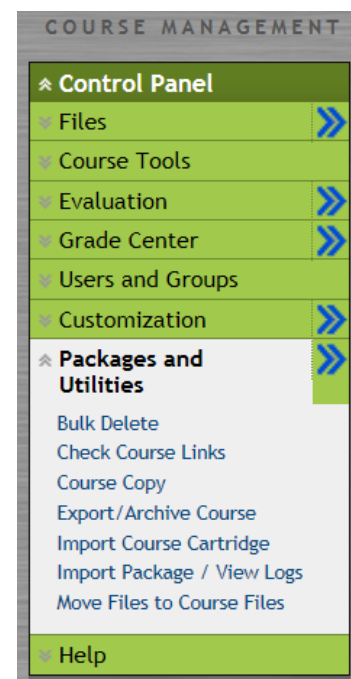 COURSE MANAGEMENT
Control Panel
Files
Course Tools
Evaluation
Grade Center
Users and Groups
Customization
Packages and
Utilities
Bulk Delete
Check Course Links
Course Copy
Export/Archive Course
Import Course Cartridge
Import Package / View Logs
Move Files to Course Files
Help